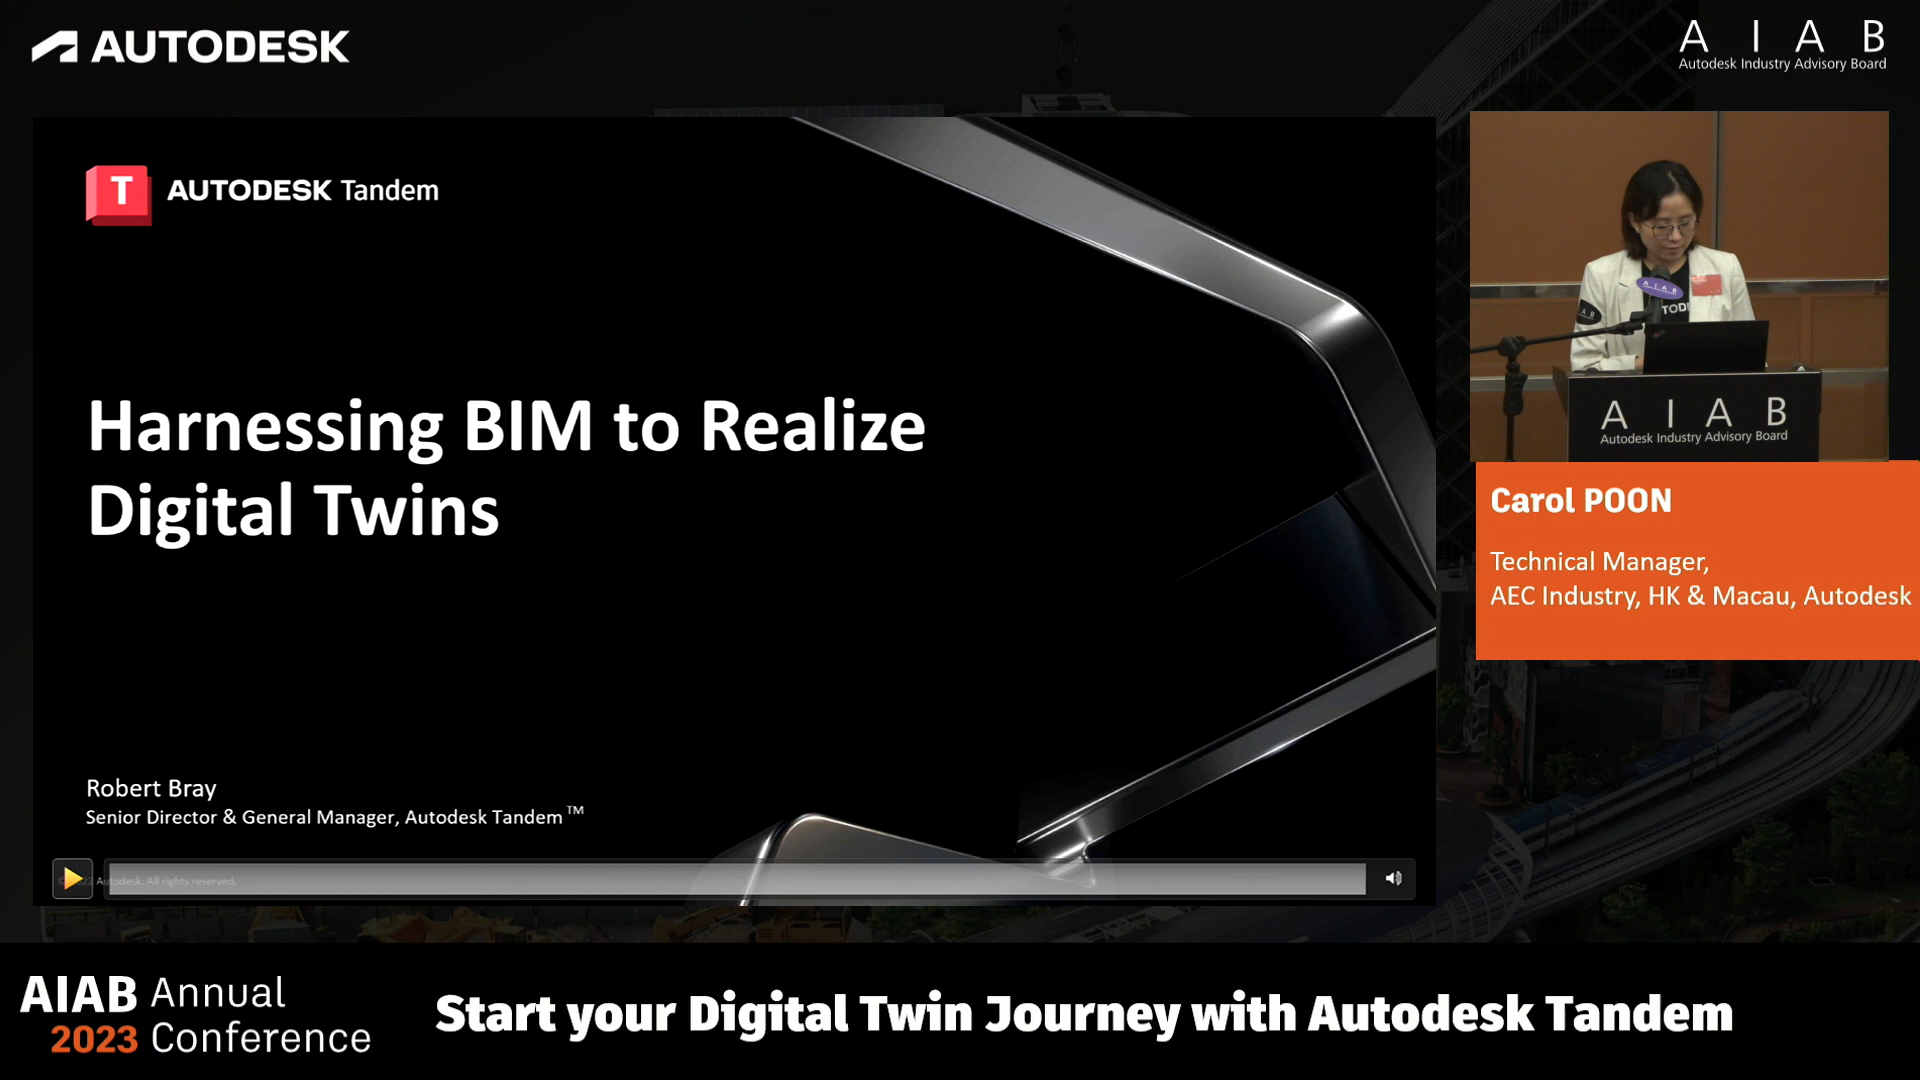 AUTODESK
A I A B
Autodesk Industry Advisory Board
T AUTODESK Tandem
Harnessing BIM to Realize
Digital Twins
Robert Bray
Senior Director & General Manager, Autodesk Tandem™
Autodesk. All rights reserved.
A I A B
TODE
A I A B
Autodesk Industry Advisory Board
Carol POON
Technical Manager,
AEC Industry, HK & Macau, Autodesk
AIAB Annual
2023 Conference
Start your Digital Twin Journey with Autodesk Tandem